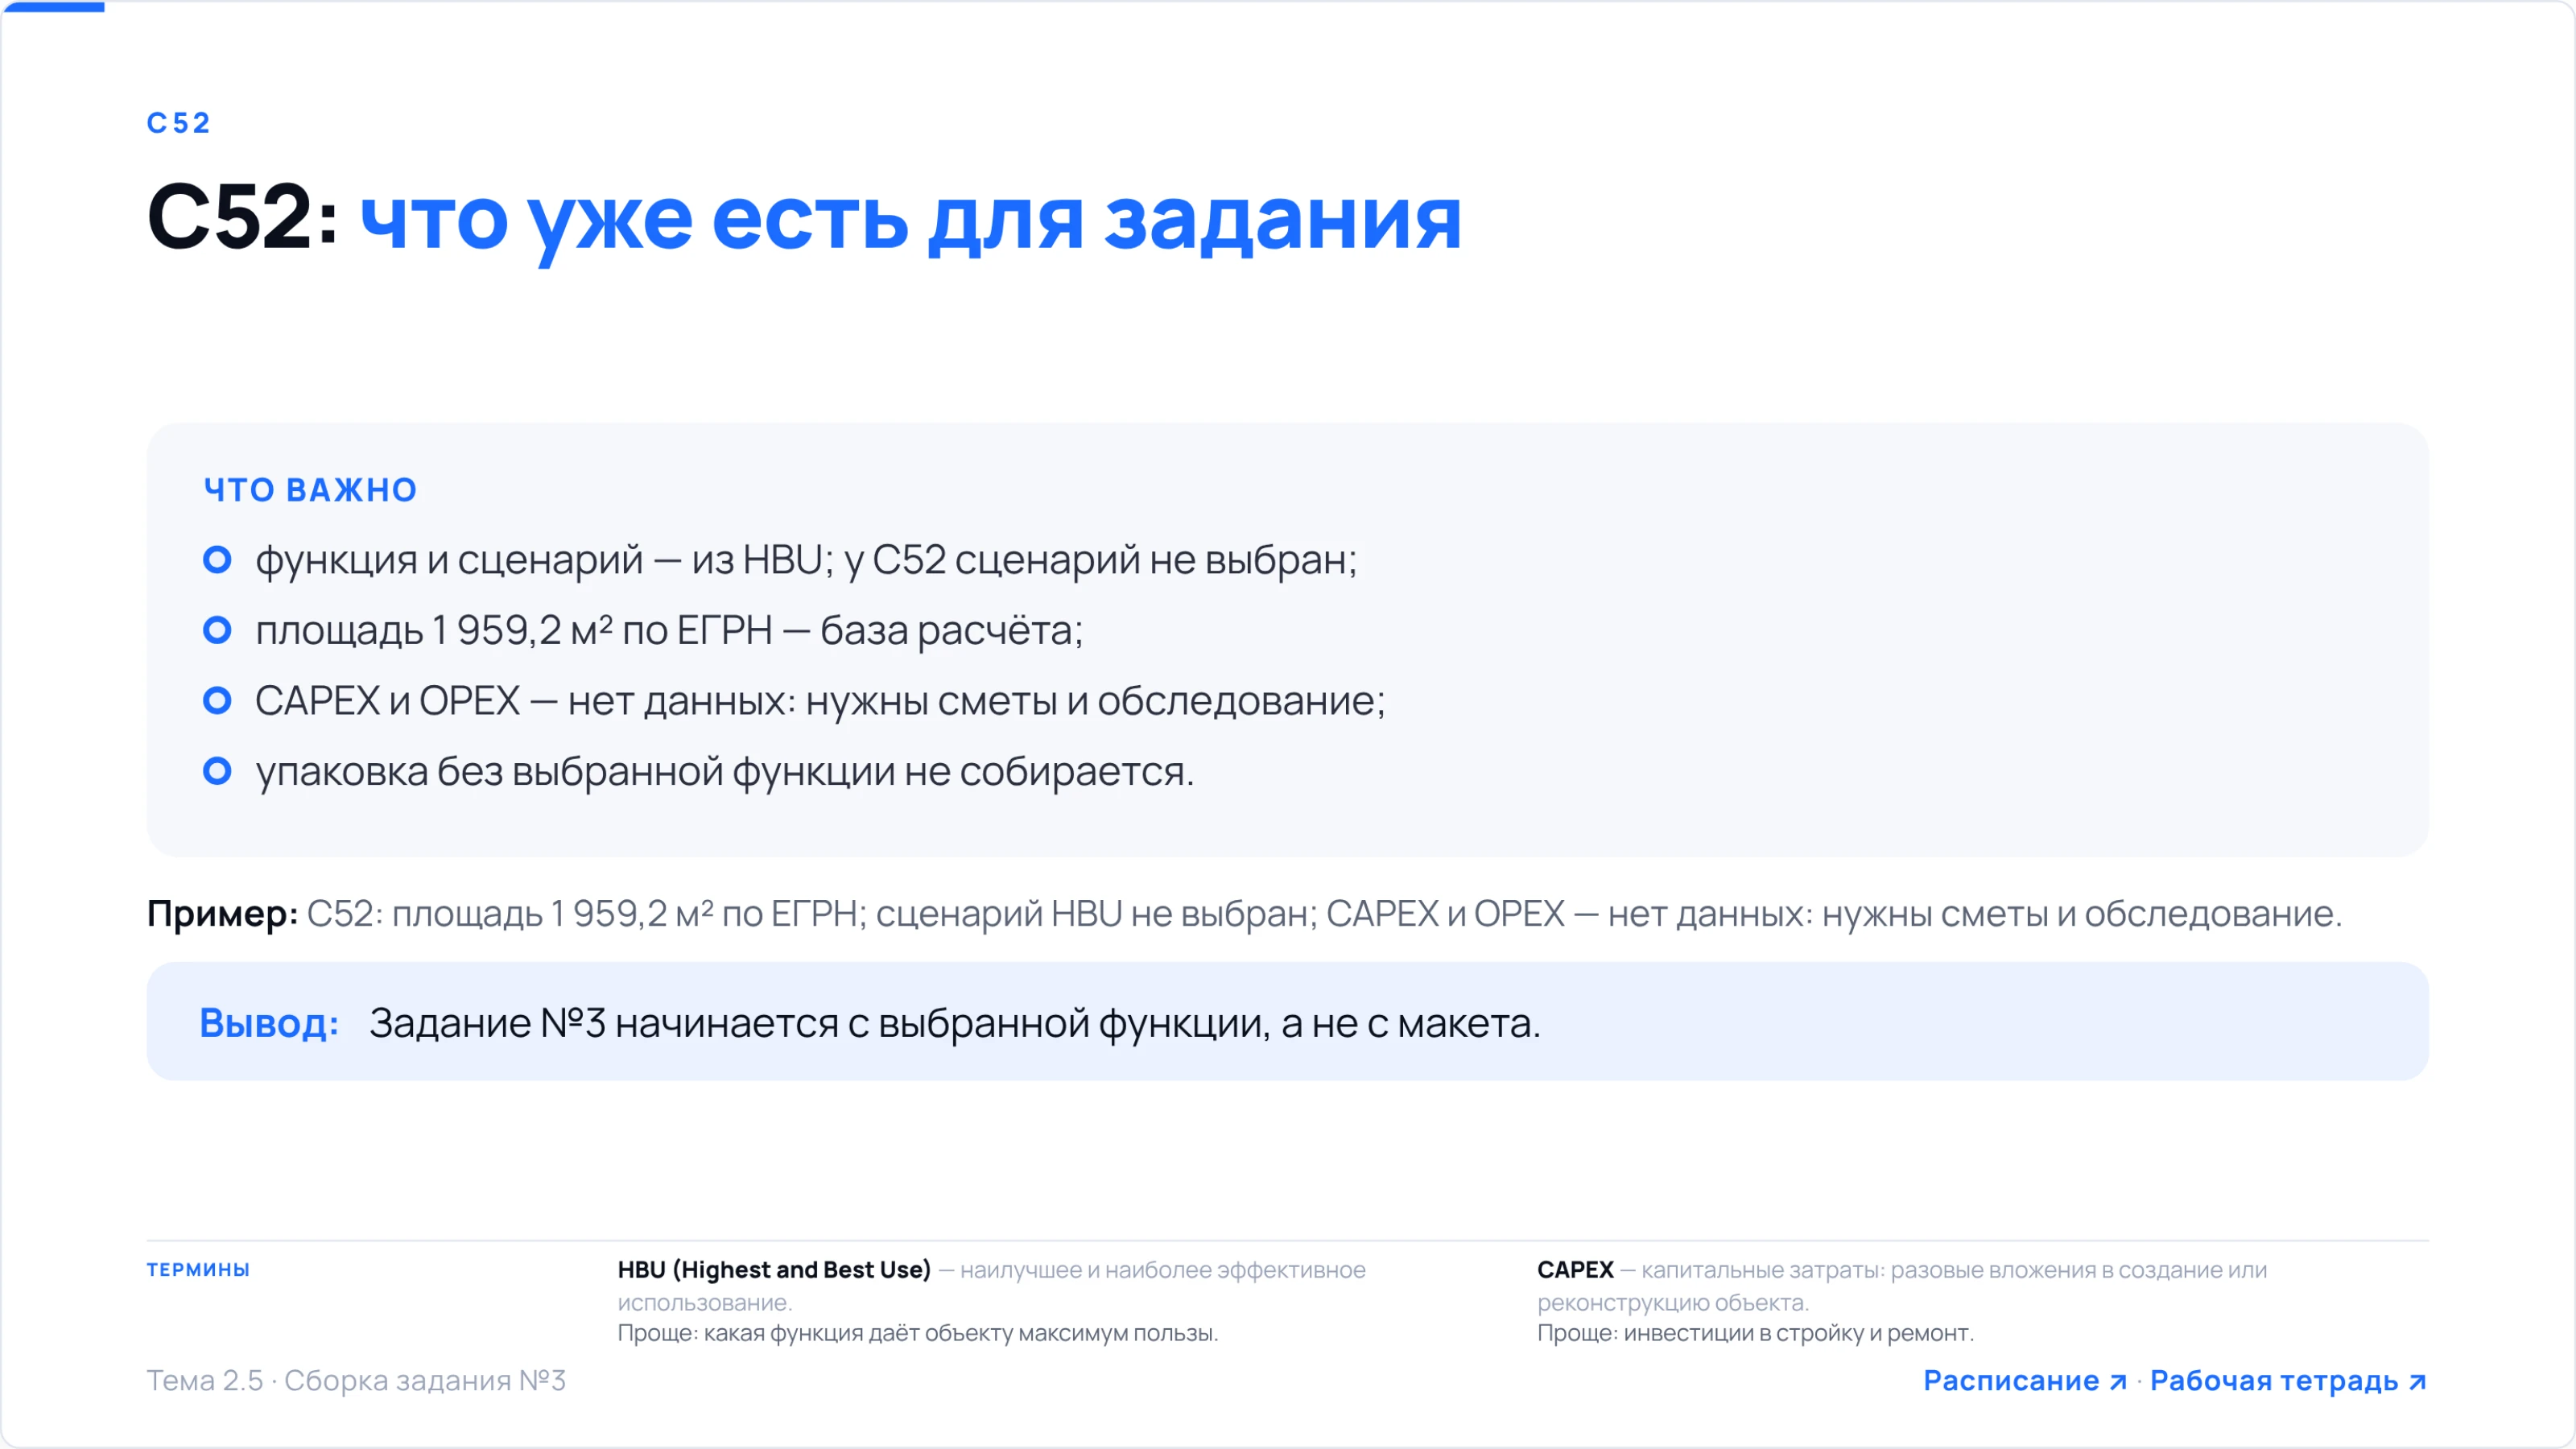 С52
С52: что уже есть для задания
ЧТО ВАЖНО
функция и сценарий — из HBU; у С52 сценарий не выбран;
площадь 1 959,2 м² по ЕГРН — база расчёта;
CAPEX и OPEX — нет данных: нужны сметы и обследование;
упаковка без выбранной функции не собирается.
Пример: С52: площадь 1 959,2 м² по ЕГРН; сценарий HBU не выбран; CAPEX и OPEX — нет данных: нужны сметы и обследование.
Вывод: Задание №3 начинается с выбранной функции, а не с макета.
ТЕРМИНЫ
HBU (Highest and Best Use) — наилучшее и наиболее эффективное
использование.
Проще: какая функция даёт объекту максимум пользы.
CAPEX — капитальные затраты: разовые вложения в создание или
реконструкцию объекта.
Проще: инвестиции в стройку и ремонт.
Тема 2.5 · Сборка задания №3
Расписание ↗ · Рабочая тетрадь ↗